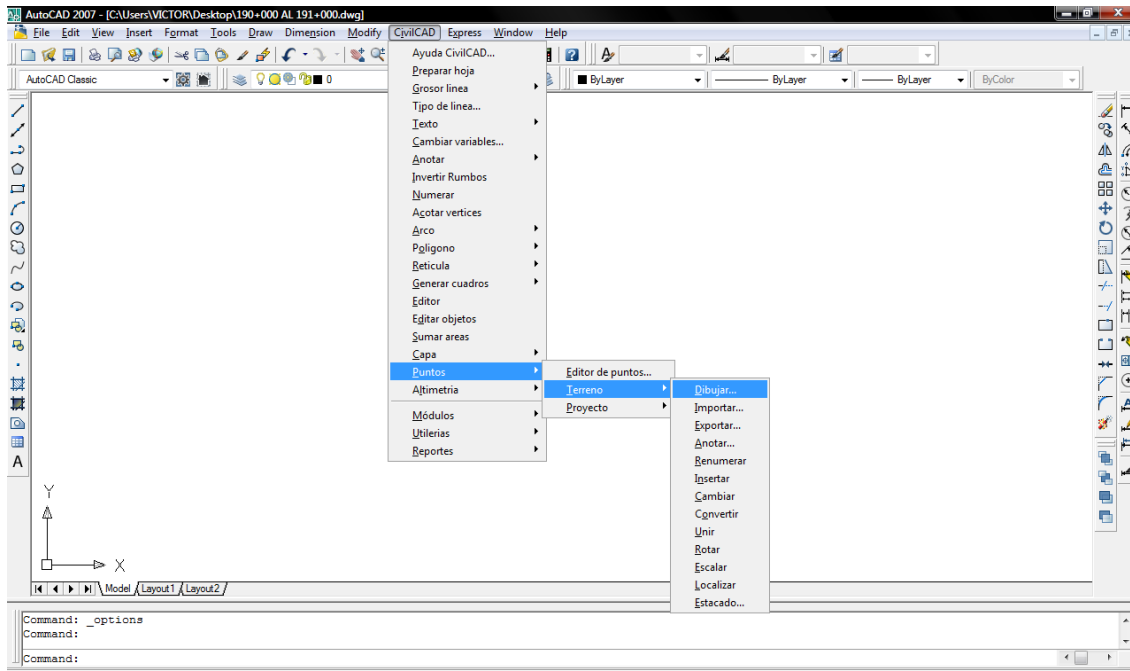 AutoCAD 2007 - [C:\Users\VICTOR\Desktop\190+000 AL 191+000.dwg]
File Edit View Insert Format Tools Draw Dimension Modify CivilCAD Express Window Help
AutoCAD Classic 0 ByLayer ByLayer ByLayer ByColor
Ayuda CivilCAD...
Preparar hoja
Grosor linea
Tipo de linea...
Texto
Cambiar variables...
Anotar
Invertir Rumbos
Numerar
Acotar vertices
Arco
Poligono
Reticula
Generar cuadros
Editor
Editar objetos
Sumar areas
Capa
Puntos
Altimetria
Módulos
Utilerias
Reportes
Editor de puntos...
Terreno
Proyecto
Dibujar...
Importar...
Exportar...
Anotar...
Renumerar
Insertar
Cambiar
Convertir
Unir
Rotar
Escalar
Localizar
Estacado...
A
Y
X
Model Layout1 Layout2
Command: _options
Command:
Command: